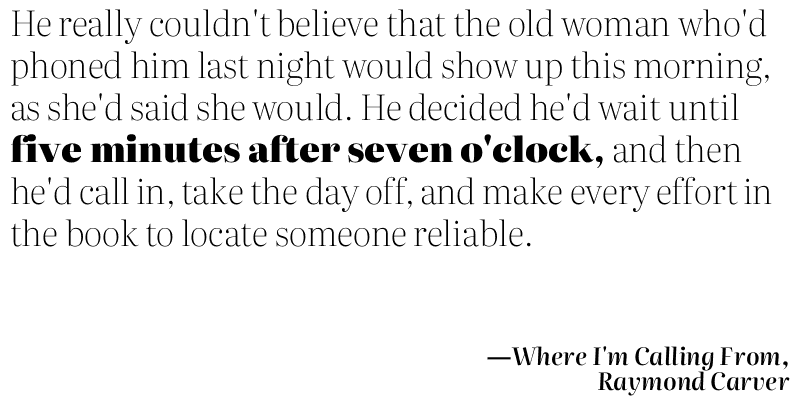 He really couldn't believe that the old woman who'd
phoned him last night would show up this morning,
as she'd said she would. He decided he'd wait until
five minutes after seven o'clock, and then
he'd call in, take the day off, and make every effort in
the book to locate someone reliable.
—Where I'm Calling From,
Raymond Carver